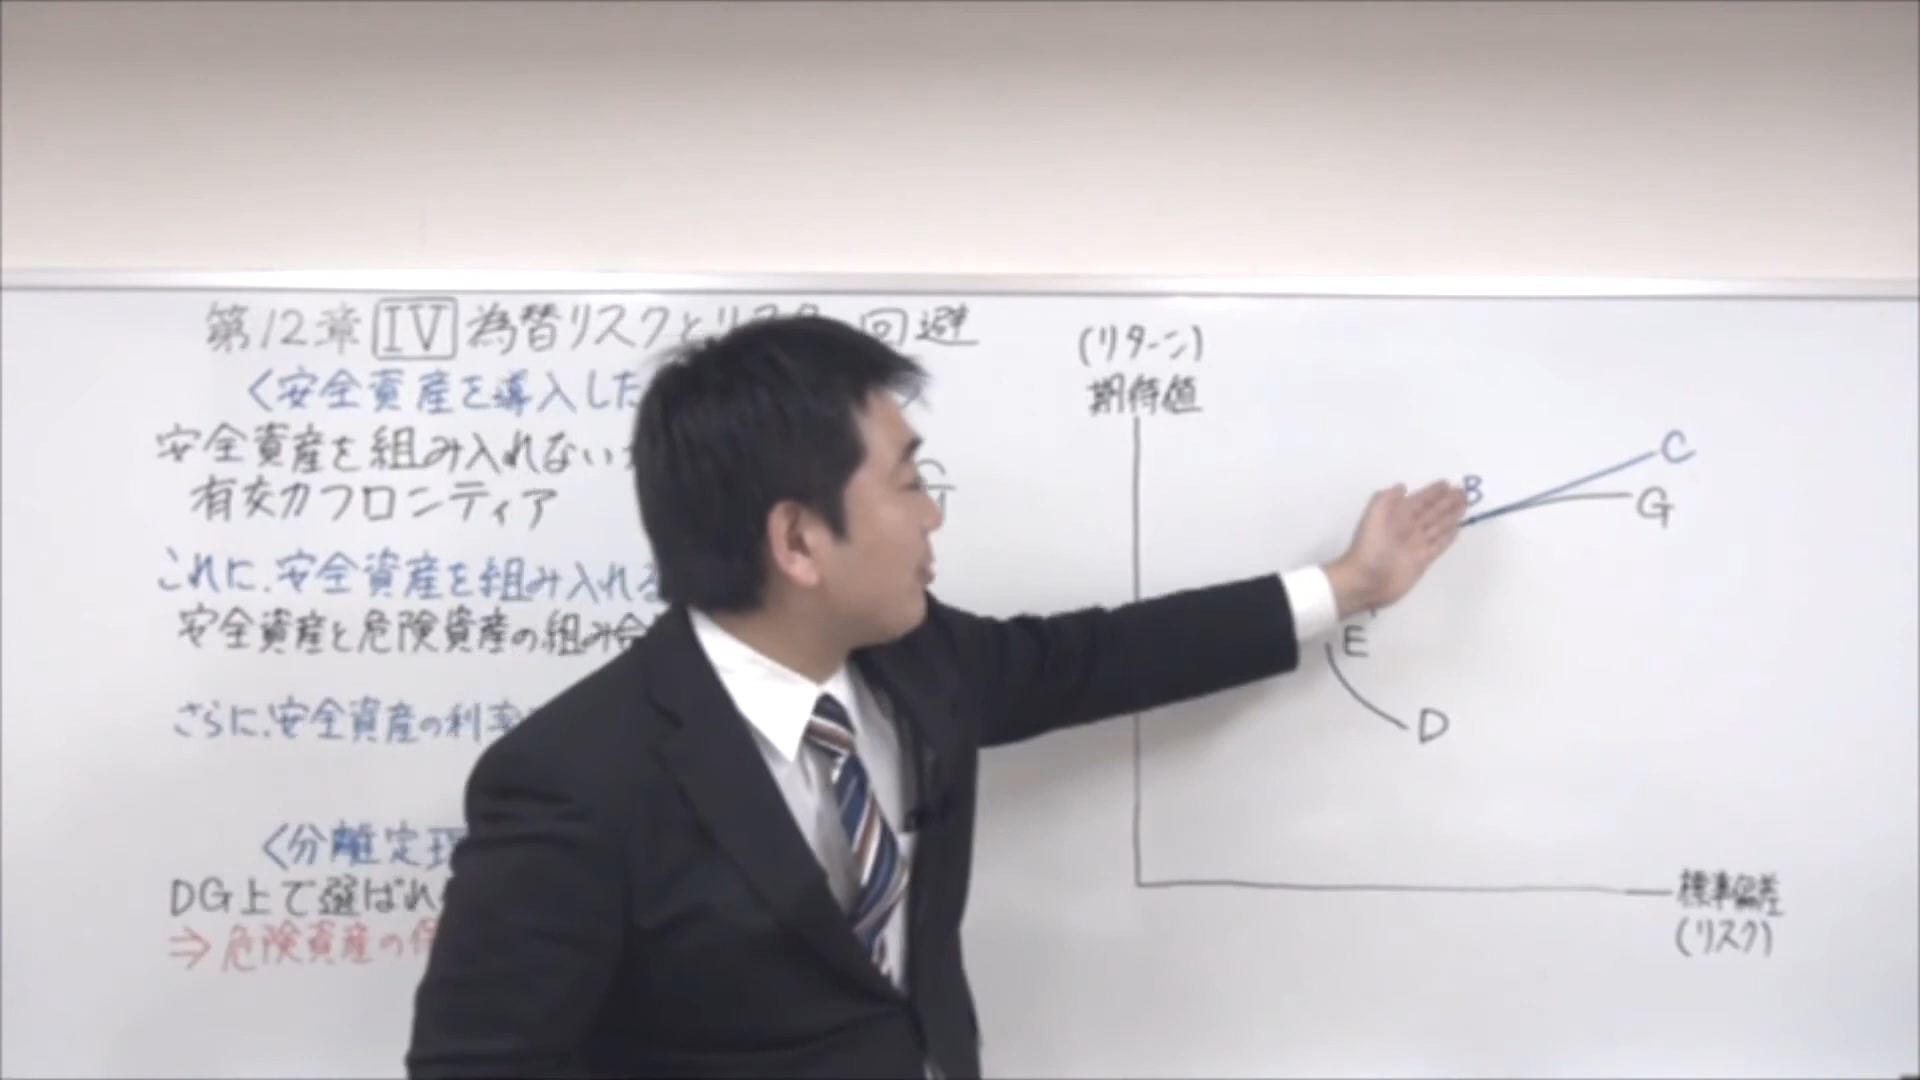 第12章 IV 為替リスクとリスク 回避
〈安全資産を導入した
安全資産を組み入れない
有効フロンティア
これに、安全資産を組み入れる
安全資産と危険資産の組み合
さらに、安全資産の利率
〈分離定理
DG上で選ばれ
⇒危険資産の
(リターン)
期待値
C
B
G
E
D
標準偏差
(リスク)